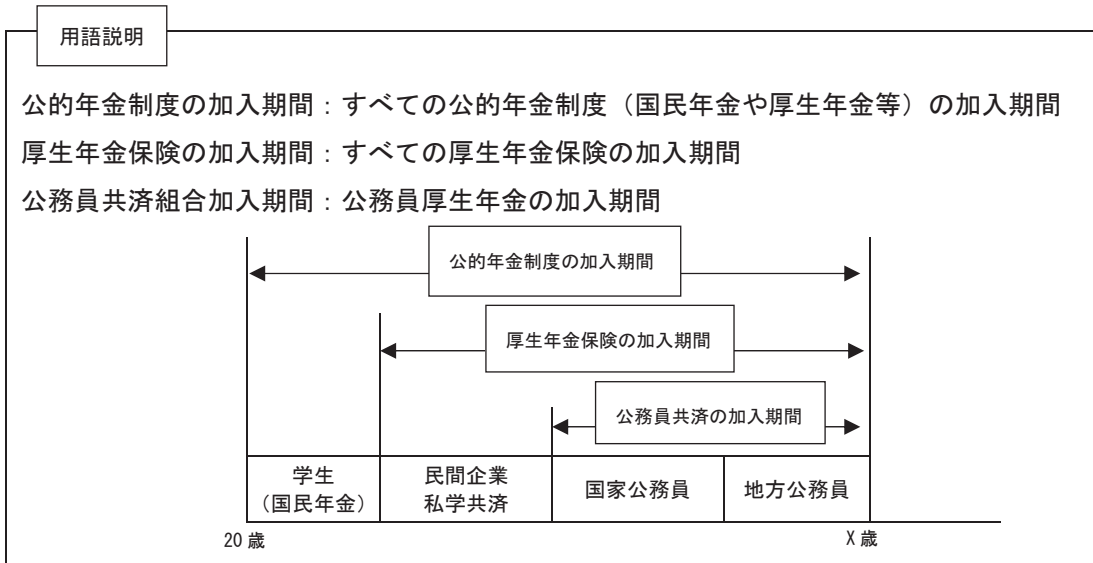 用語説明
公的年金制度の加入期間：すべての公的年金制度（国民年金や厚生年金等）の加入期間
厚生年金保険の加入期間：すべての厚生年金保険の加入期間
公務員共済組合加入期間：公務員厚生年金の加入期間
公的年金制度の加入期間
厚生年金保険の加入期間
公務員共済の加入期間
学生
（国民年金）
民間企業
私学共済
国家公務員
地方公務員
20 歳
X 歳